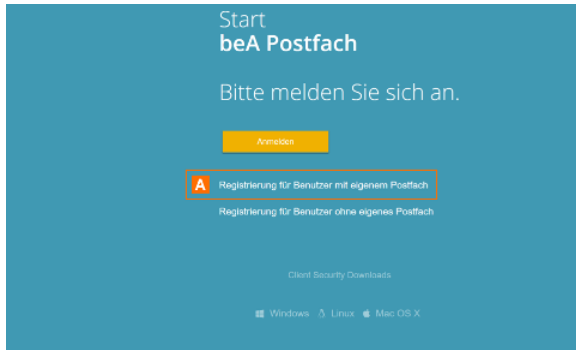 Start
beA Postfach
Bitte melden Sie sich an.
Anmelden
A Registrierung für Benutzer mit eigenem Postfach
Registrierung für Benutzer ohne eigenes Postfach
Client Security Downloads
Windows Linux Mac OS X